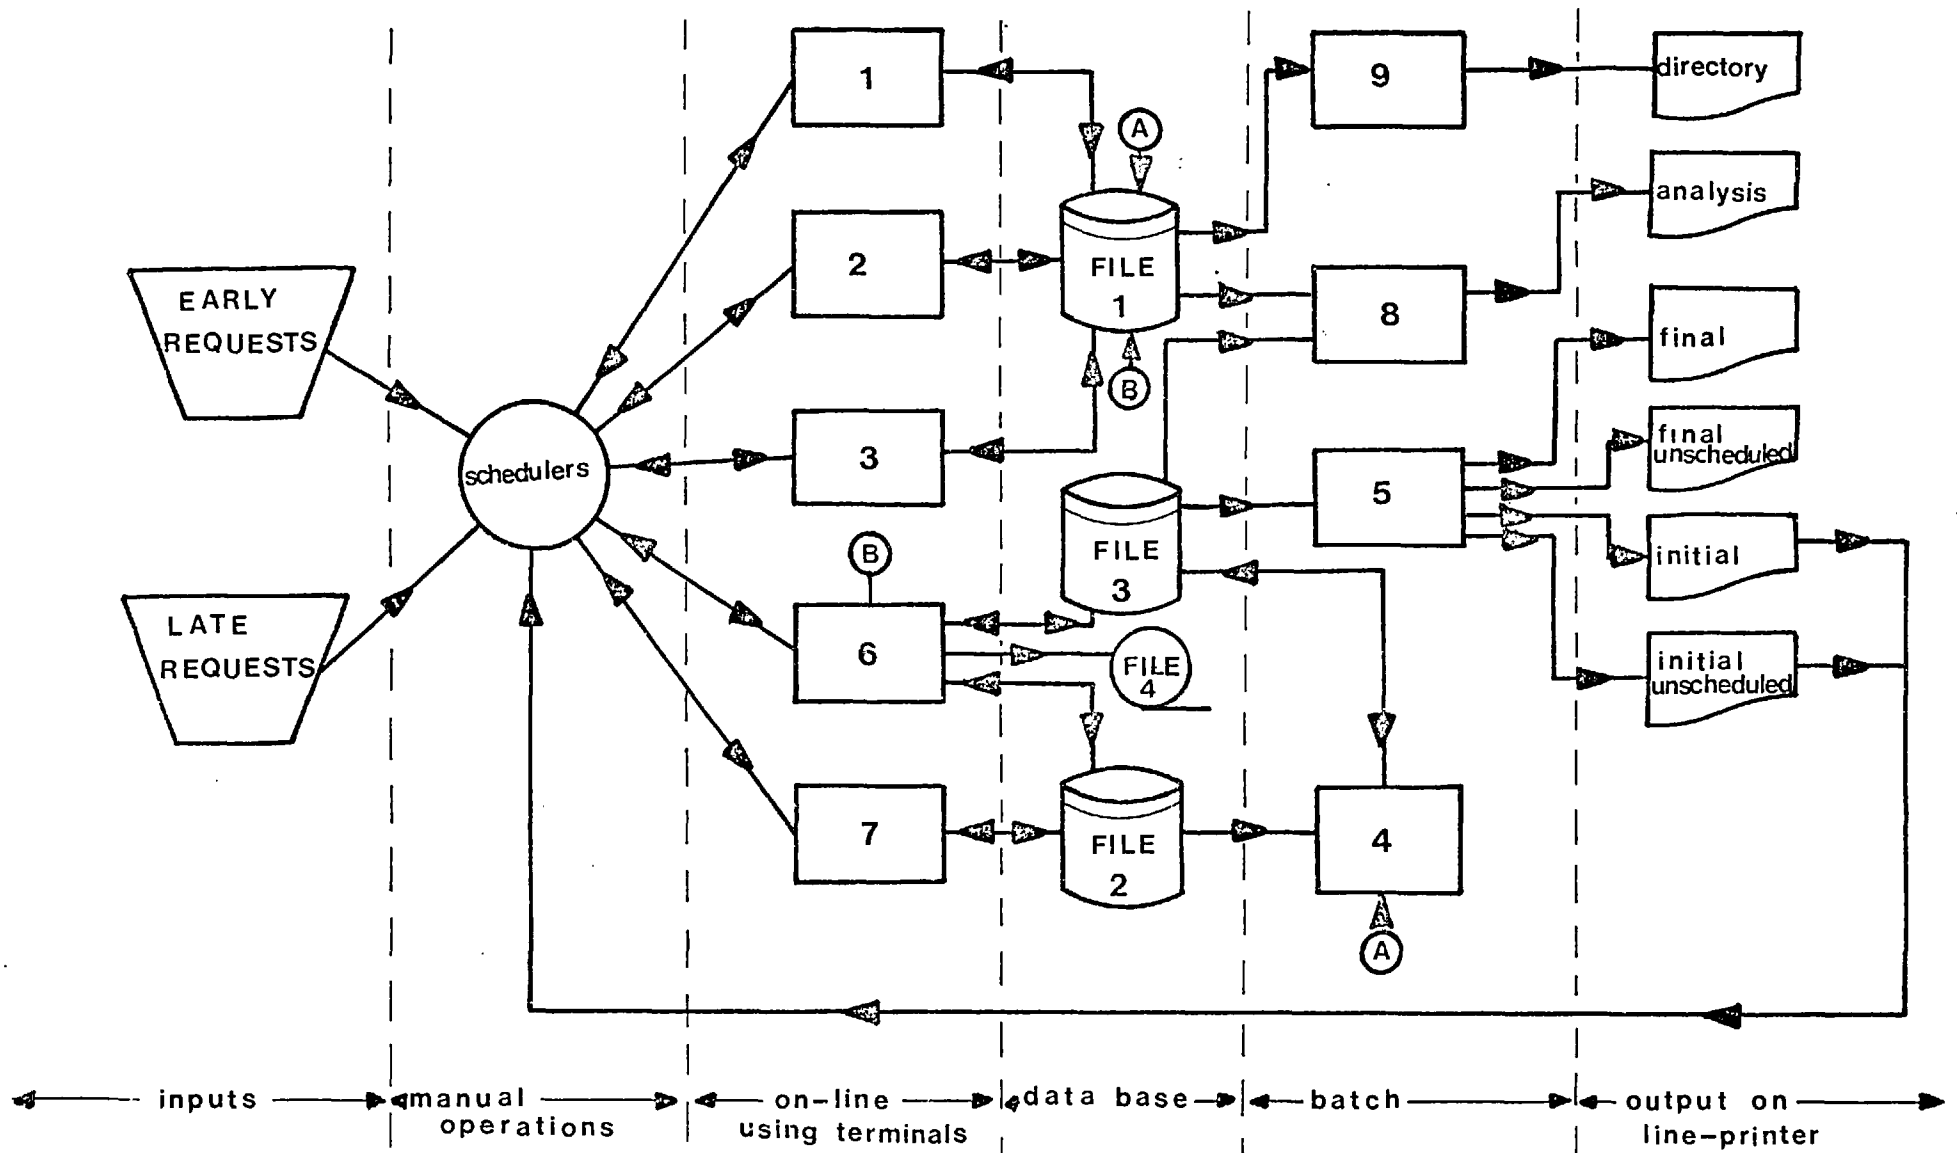 EARLY
REQUESTS
LATE
REQUESTS
schedulers
1
2
3
B
6
7
A
FILE
1
B
FILE
3
FILE
4
FILE
2
9
8
5
4
A
directory
analysis
final
final
unscheduled
initial
initial
unscheduled
inputs
manual
operations
on-line
using terminals
data base
batch
output on
line-printer